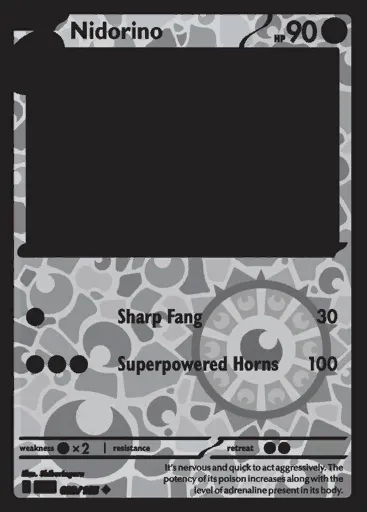 Nidorino
HP 90
Sharp Fang 30
Superpowered Horns 100
weakness ×2 resistance retreat
It's nervous and quick to act aggressively. The
potency of its poison increases along with the
level of adrenaline present in its body.